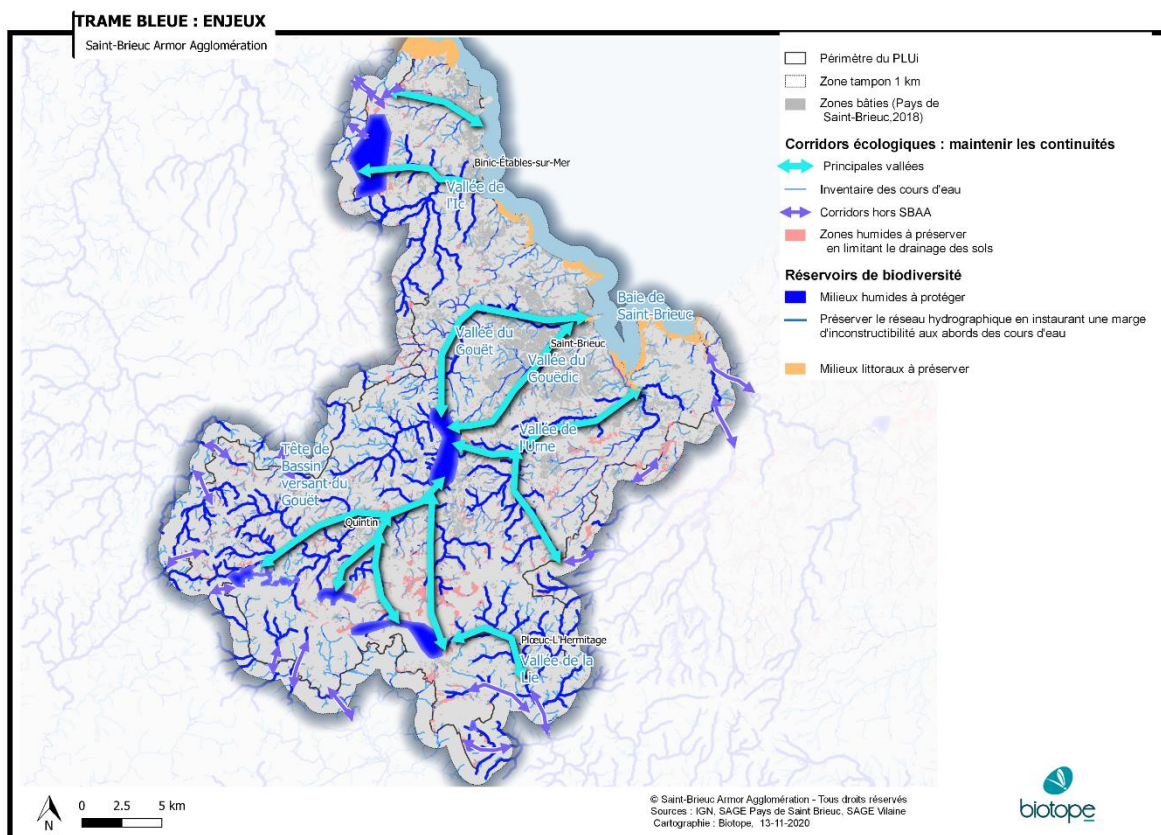 TRAME BLEUE : ENJEUX
Saint-Brieuc Armor Agglomération
Périmètre du PLUi
Zone tampon 1 km
Zones bâties (Pays de
Saint-Brieuc,2018)
Corridors écologiques : maintenir les continuités
Principales vallées
Inventaire des cours d'eau
Corridors hors SBAA
Zones humides à préserver
en limitant le drainage des sols
Réservoirs de biodiversité
Milieux humides à protéger
Préserver le réseau hydrographique en instaurant une marge
d'inconstructibilité aux abords des cours d'eau
Milieux littoraux à préserver
Binic-Étables-sur-Mer
Vallée de
l'Ic
Baie de
Saint-Brieuc
Vallée du
Gouët
Saint-Brieuc
Vallée du
Gouëdic
Vallée de
l'Urne
Tête de
Bassin
versant du
Gouët
Quintin
Plœuc-L'Hermitage
Vallée de la
Lie
N
0 2.5 5 km
© Saint-Brieuc Armor Agglomération - Tous droits réservés
Sources : IGN, SAGE Pays de Saint Brieuc, SAGE Vilaine
Cartographie : Biotope, 13-11-2020
biotope